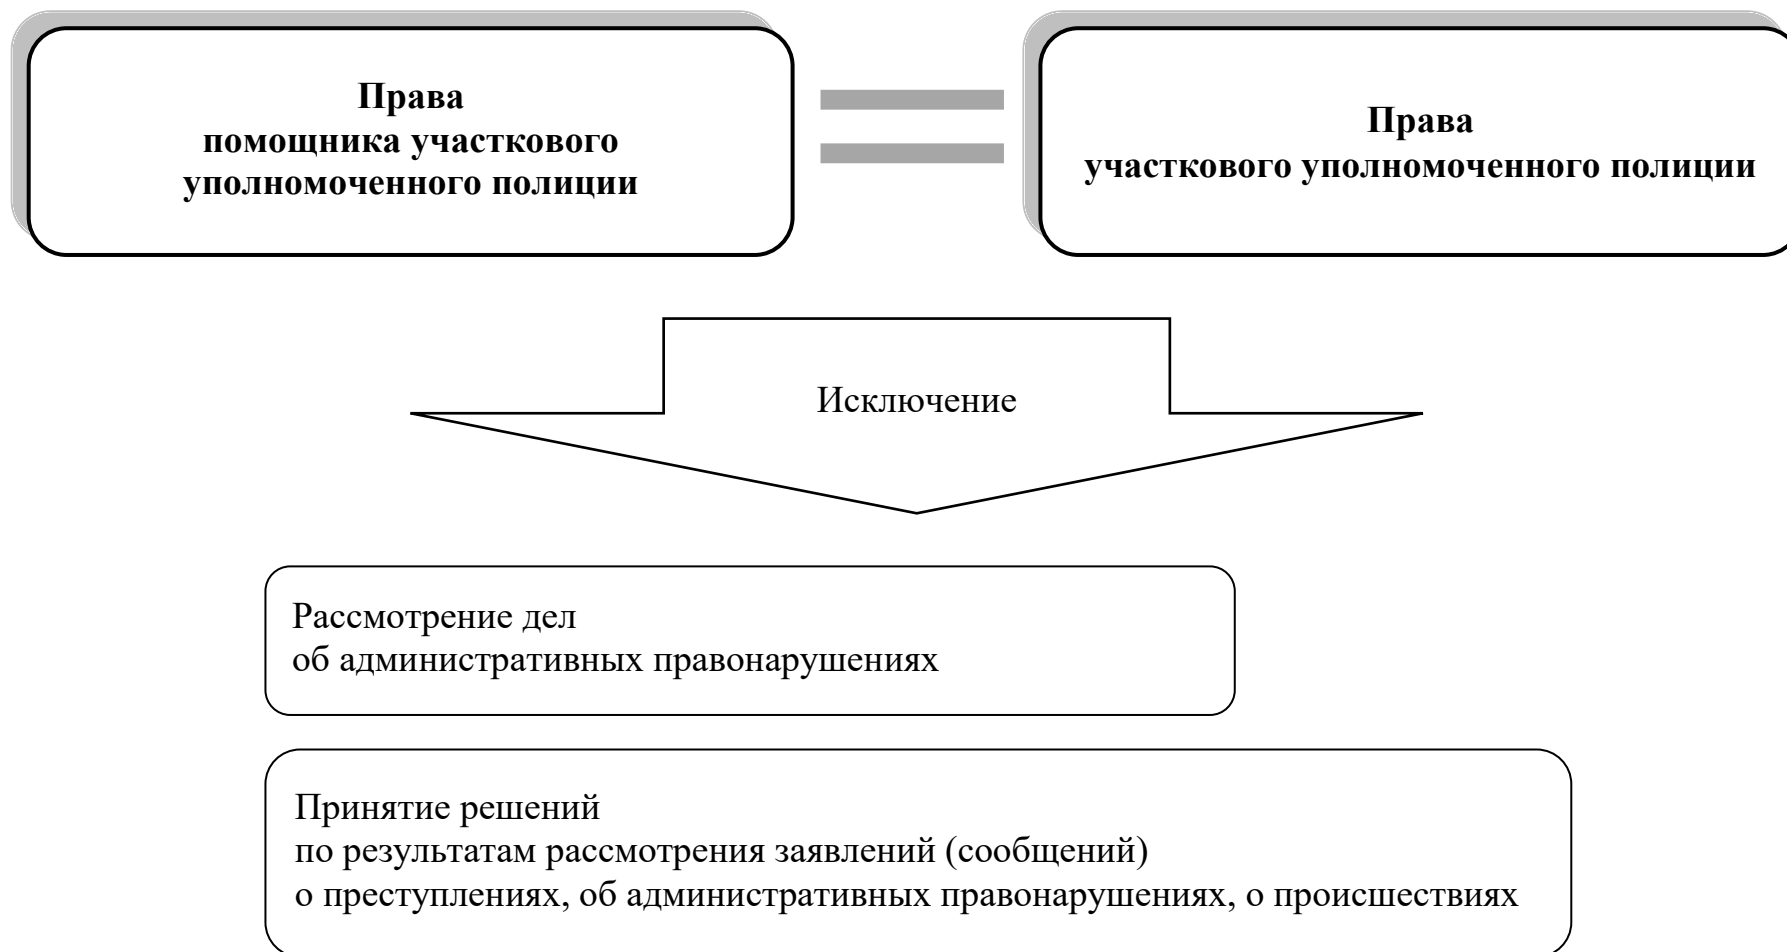 Права
помощника участкового
уполномоченного полиции
Права
участкового уполномоченного полиции
Исключение
Рассмотрение дел
об административных правонарушениях
Принятие решений
по результатам рассмотрения заявлений (сообщений)
о преступлениях, об административных правонарушениях, о происшествиях